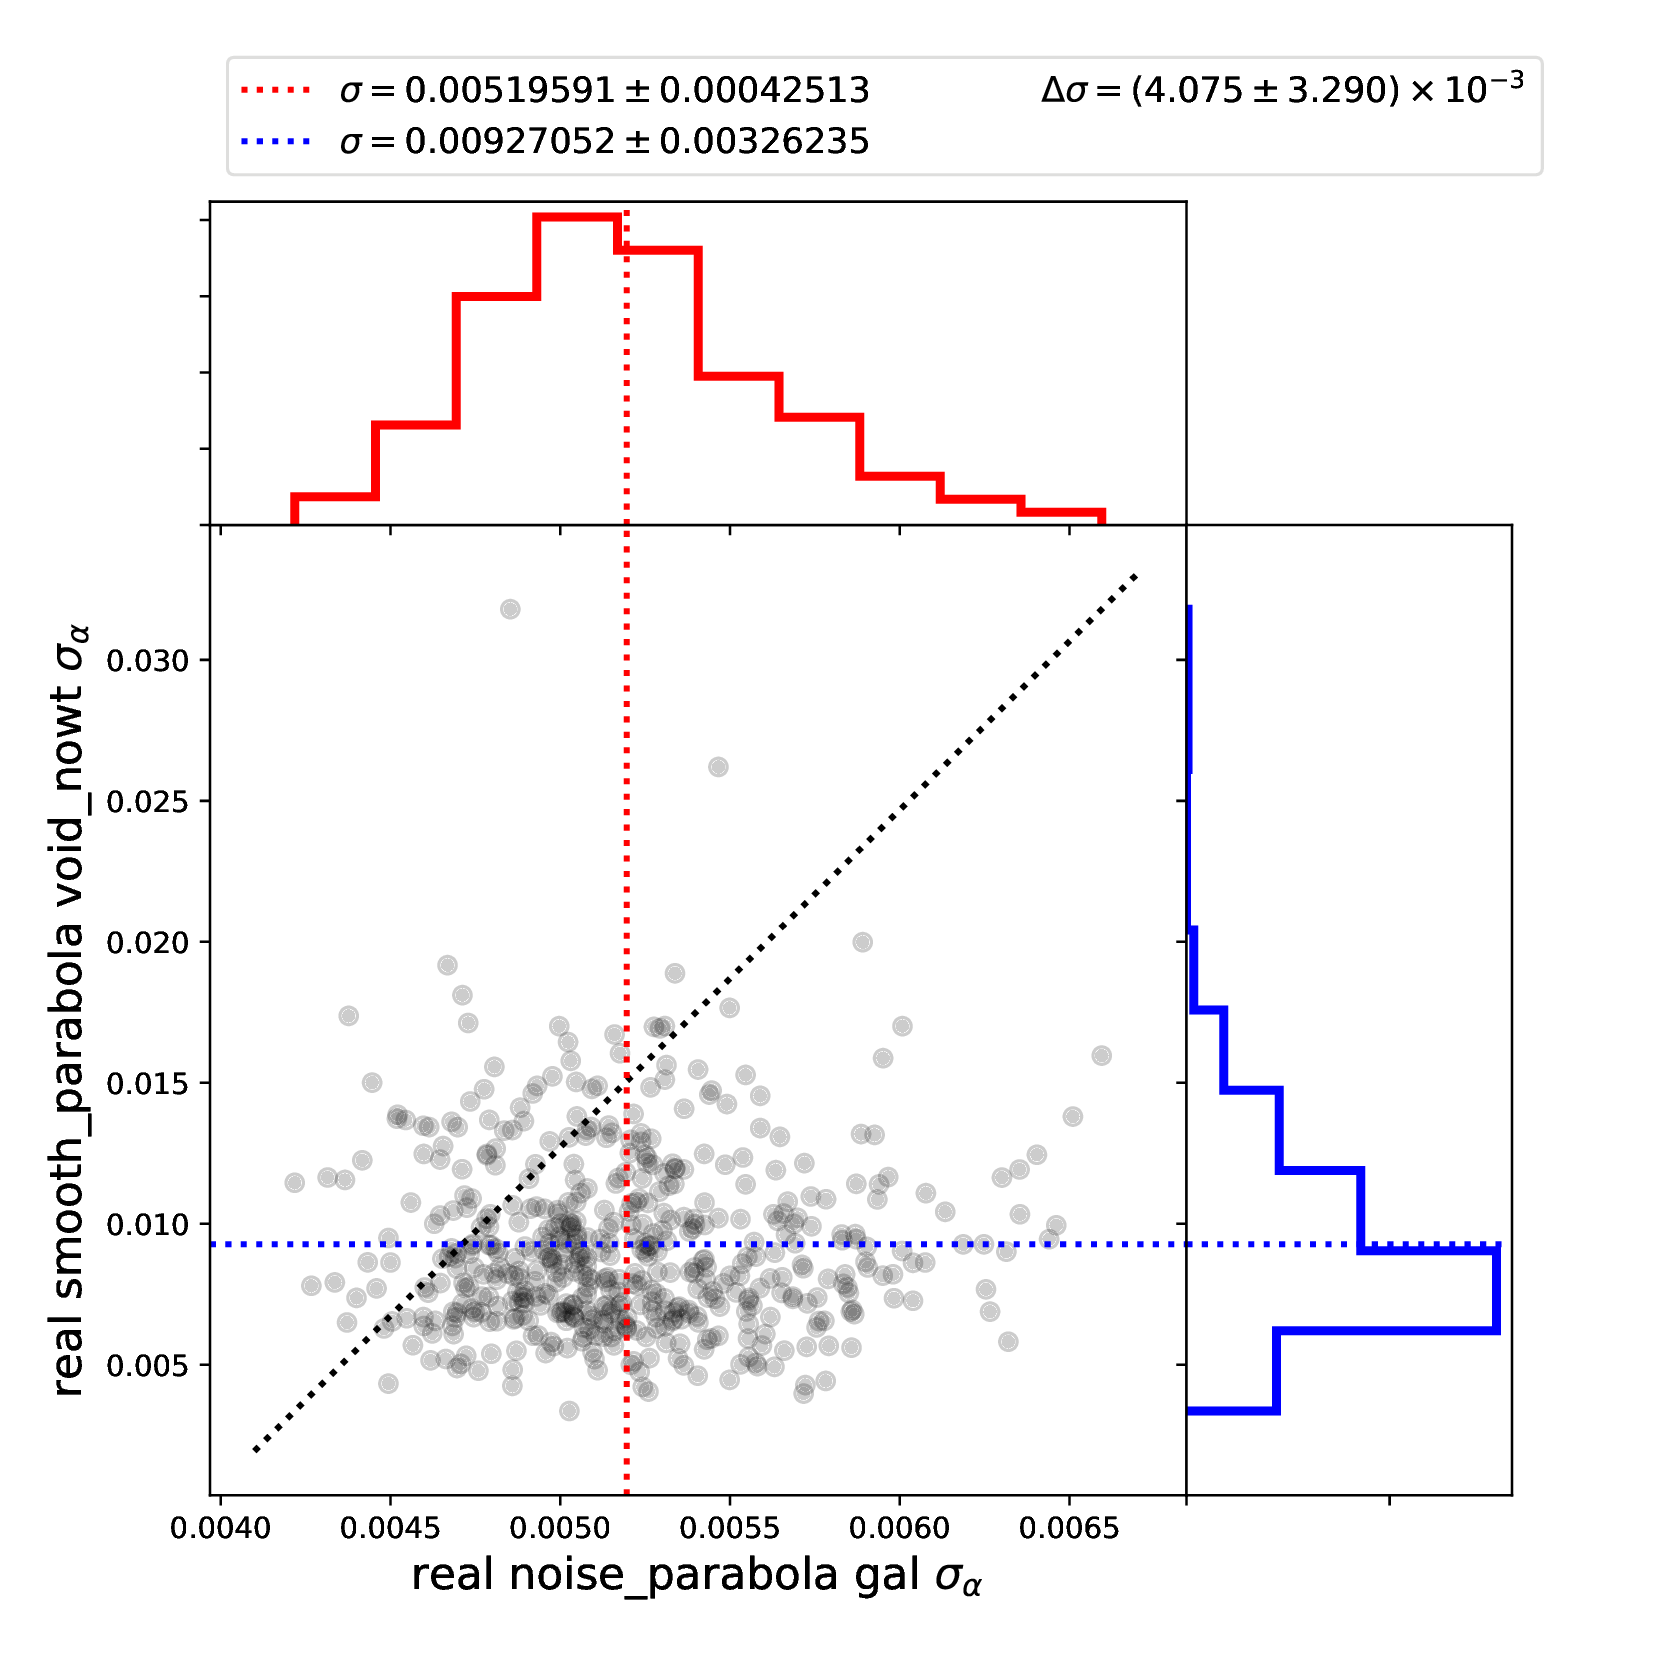 σ = 0.00519591 ± 0.00042513
Δσ = (4.075 ± 3.290) × 10⁻³
σ = 0.00927052 ± 0.00326235
real smooth_parabola void_nowt σ_α
0.030
0.025
0.020
0.015
0.010
0.005
0.0040 0.0045 0.0050 0.0055 0.0060 0.0065
real noise_parabola gal σ_α